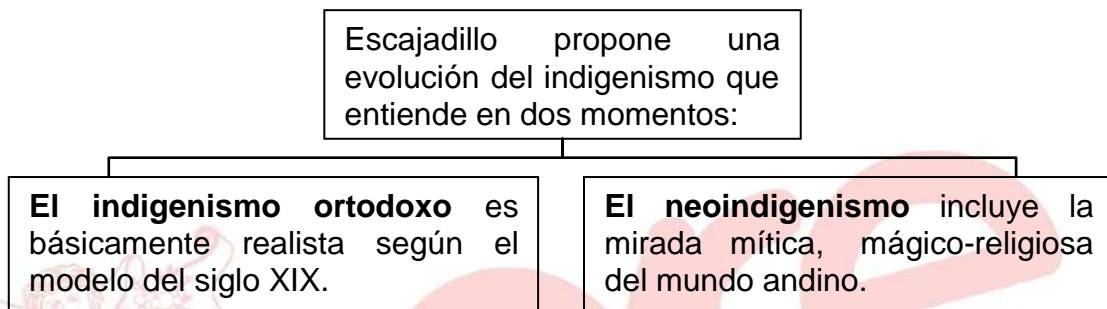 Escajadillo propone una
evolución del indigenismo que
entiende en dos momentos:
El indigenismo ortodoxo es
básicamente realista según el
modelo del siglo XIX.
El neoindigenismo incluye la
mirada mítica, mágico-religiosa
del mundo andino.